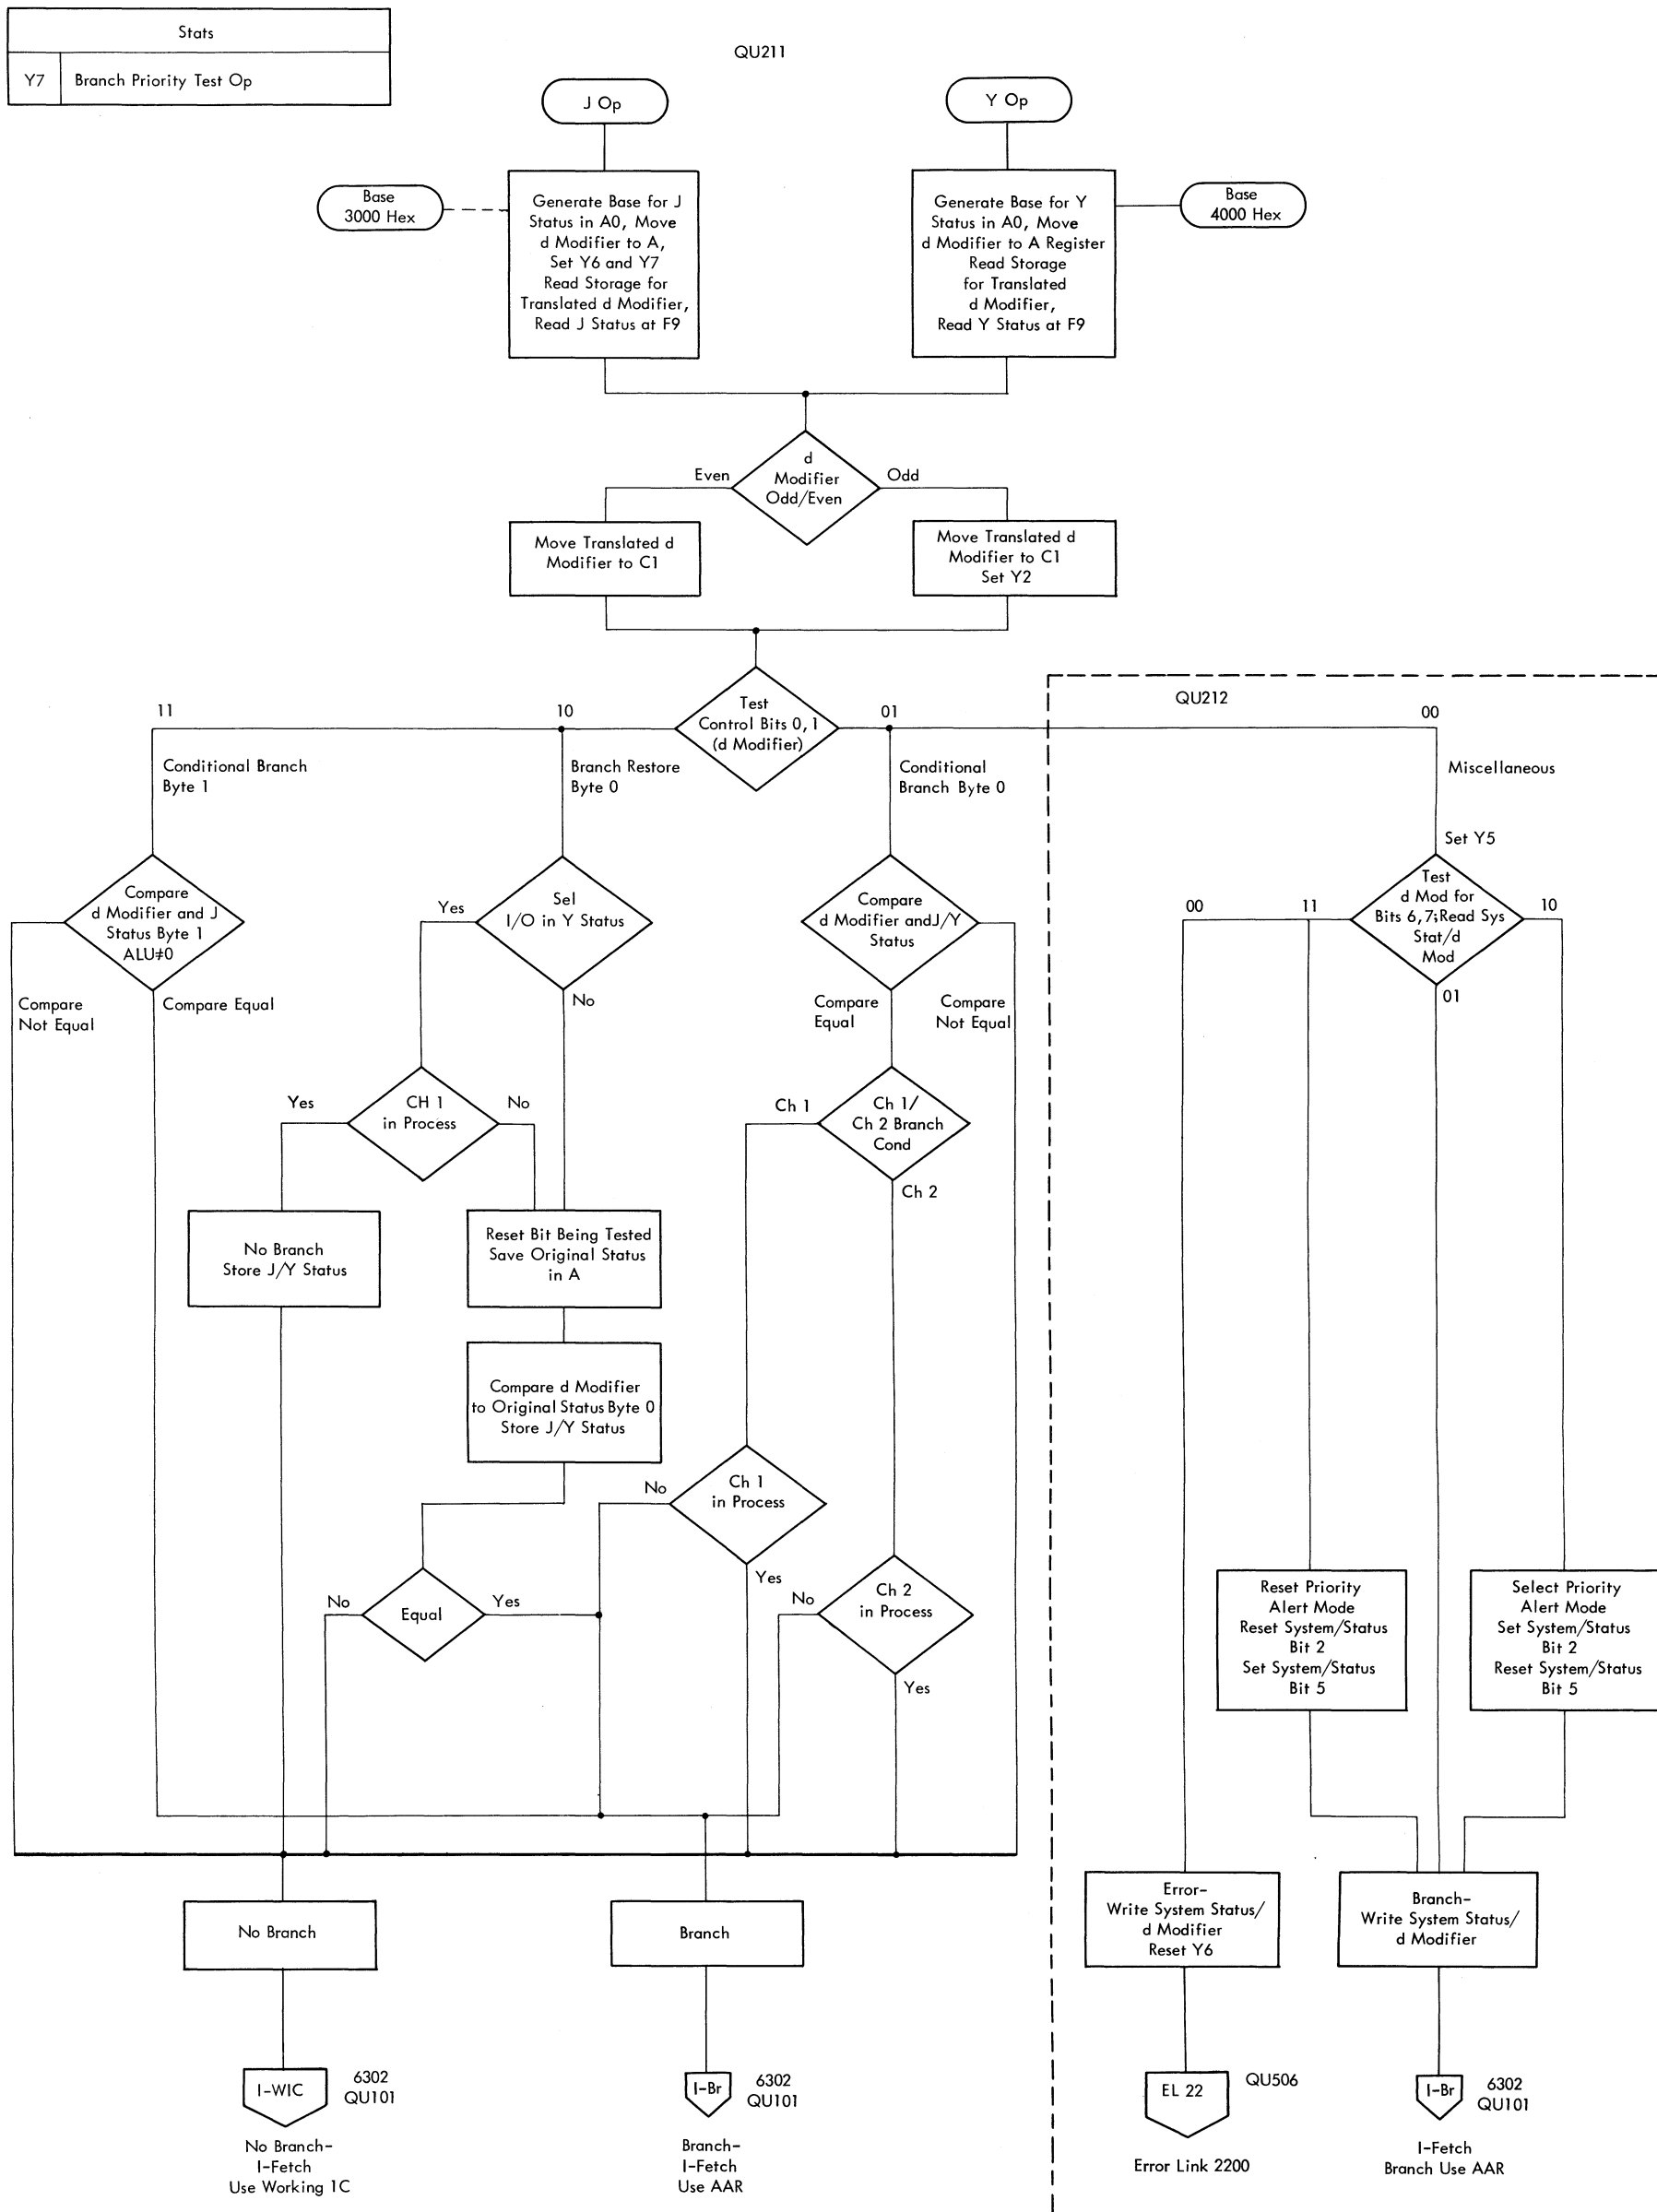 Stats
Y7 Branch Priority Test Op
QU211
J Op
Y Op
Base
3000 Hex
Generate Base for J
Status in A0, Move
d Modifier to A,
Set Y6 and Y7
Read Storage for
Translated d Modifier,
Read J Status at F9
Generate Base for Y
Status in A0, Move
d Modifier to A Register
Read Storage
for Translated
d Modifier,
Read Y Status at F9
Base
4000 Hex
Even
d
Modifier
Odd/Even
Odd
Move Translated d
Modifier to C1
Move Translated d
Modifier to C1
Set Y2
11
10
Test
Control Bits 0,1
(d Modifier)
01
QU212
00
Conditional Branch
Byte 1
Branch Restore
Byte 0
Conditional
Branch Byte 0
Miscellaneous
Set Y5
Compare
d Modifier and J
Status Byte 1
ALU≠0
Yes
Sel
I/O in Y Status
No
Compare
d Modifier and J/Y
Status
00
11
Test
d Mod for
Bits 6,7;Read Sys
Stat/d
Mod
10
01
Compare
Not Equal
Compare Equal
Compare
Equal
Compare
Not Equal
Yes
CH 1
in Process
No
Ch 1
Ch 1/
Ch 2 Branch
Cond
Ch 2
No Branch
Store J/Y Status
Reset Bit Being Tested
Save Original Status
in A
Compare d Modifier
to Original Status Byte 0
Store J/Y Status
No
Ch 1
in Process
Yes
No
Equal
Yes
No
Ch 2
in Process
Yes
Reset Priority
Alert Mode
Reset System/Status
Bit 2
Set System/Status
Bit 5
Select Priority
Alert Mode
Set System/Status
Bit 2
Reset System/Status
Bit 5
No Branch
Branch
Error-
Write System Status/
d Modifier
Reset Y6
Branch-
Write System Status/
d Modifier
I-WIC
6302
QU101
I-Br
6302
QU101
EL 22
QU506
I-Br
6302
QU101
No Branch-
I-Fetch
Use Working 1C
Branch-
I-Fetch
Use AAR
Error Link 2200
I-Fetch
Branch Use AAR